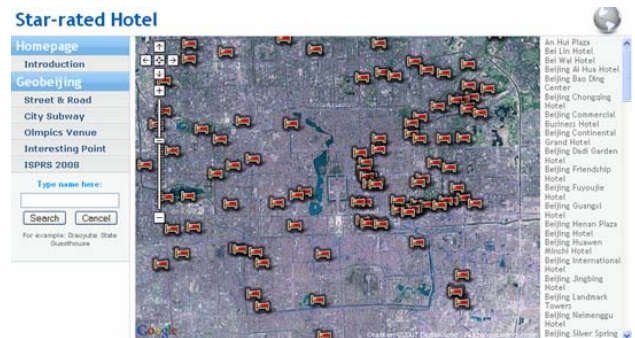 Star-rated Hotel
Homepage
Introduction
Geobeijing
Street & Road
City Subway
Olmpics Venue
Interesting Point
ISPRS 2008
Type name here:
Search Cancel
For example: Diaoyutai State
Guesthouse
Google
An Hui Plaza
Bei Lin Hotel
Bei Wai Hotel
Beijing Ai Hua Hotel
Beijing Bao Ding
Center
Beijing Chongqing
Hotel
Beijing Commercial
Business Hotel
Beijing Continental
Grand Hotel
Beijing Dadi Garden
Hotel
Beijing Friendship
Hotel
Beijing Fuyoujie
Hotel
Beijing Guangxi
Hotel
Beijing Henan Plaza
Beijing Hotel
Beijing Huawen
Minchi Hotel
Beijing International
Hotel
Beijing Jingbing
Hotel
Beijing Landmark
Towers
Beijing Neimenggu
Hotel
Beijing Silver Spring